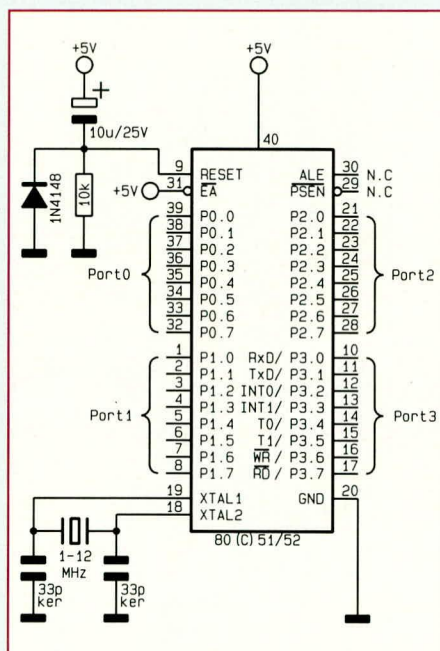 +5V +5V
+
10u/25V
40
1N4148
10k
9 RESET ALE 30 N.C
+5V 31 EA PSEN 29 N.C
39 P0.0 P2.0 21
38 P0.1 P2.1 22
37 P0.2 P2.2 23
36 P0.3 P2.3 24
Port0 35 P0.4 P2.4 25 Port2
34 P0.5 P2.5 26
33 P0.6 P2.6 27
32 P0.7 P2.7 28
1 P1.0 RxD/ P3.0 10
2 P1.1 TxD/ P3.1 11
3 P1.2 INT0/ P3.2 12
4 P1.3 INT1/ P3.3 13
Port1 5 P1.4 T0/ P3.4 14 Port3
6 P1.5 T1/ P3.5 15
7 P1.6 WR/ P3.6 16
8 P1.7 RD/ P3.7 17
19 XTAL1 GND 20
18 XTAL2
80(C)51/52
1-12
MHz
33p 33p
ker ker